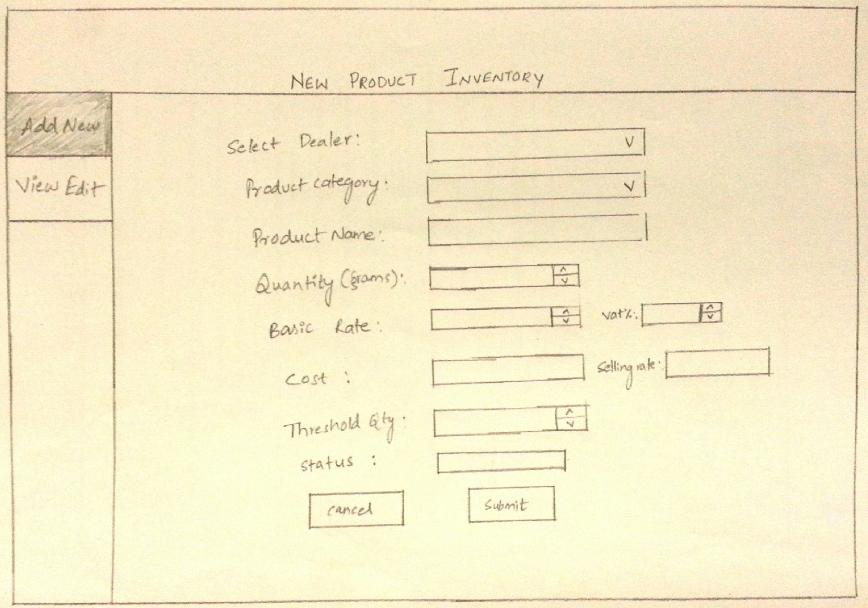 NEW PRODUCT INVENTORY
Add New
View Edit
Select Dealer:
Product category:
Product Name:
Quantity (Grams):
Basic Rate: vat%:
Cost : Selling rate:
Threshold Qty:
Status :
Cancel Submit